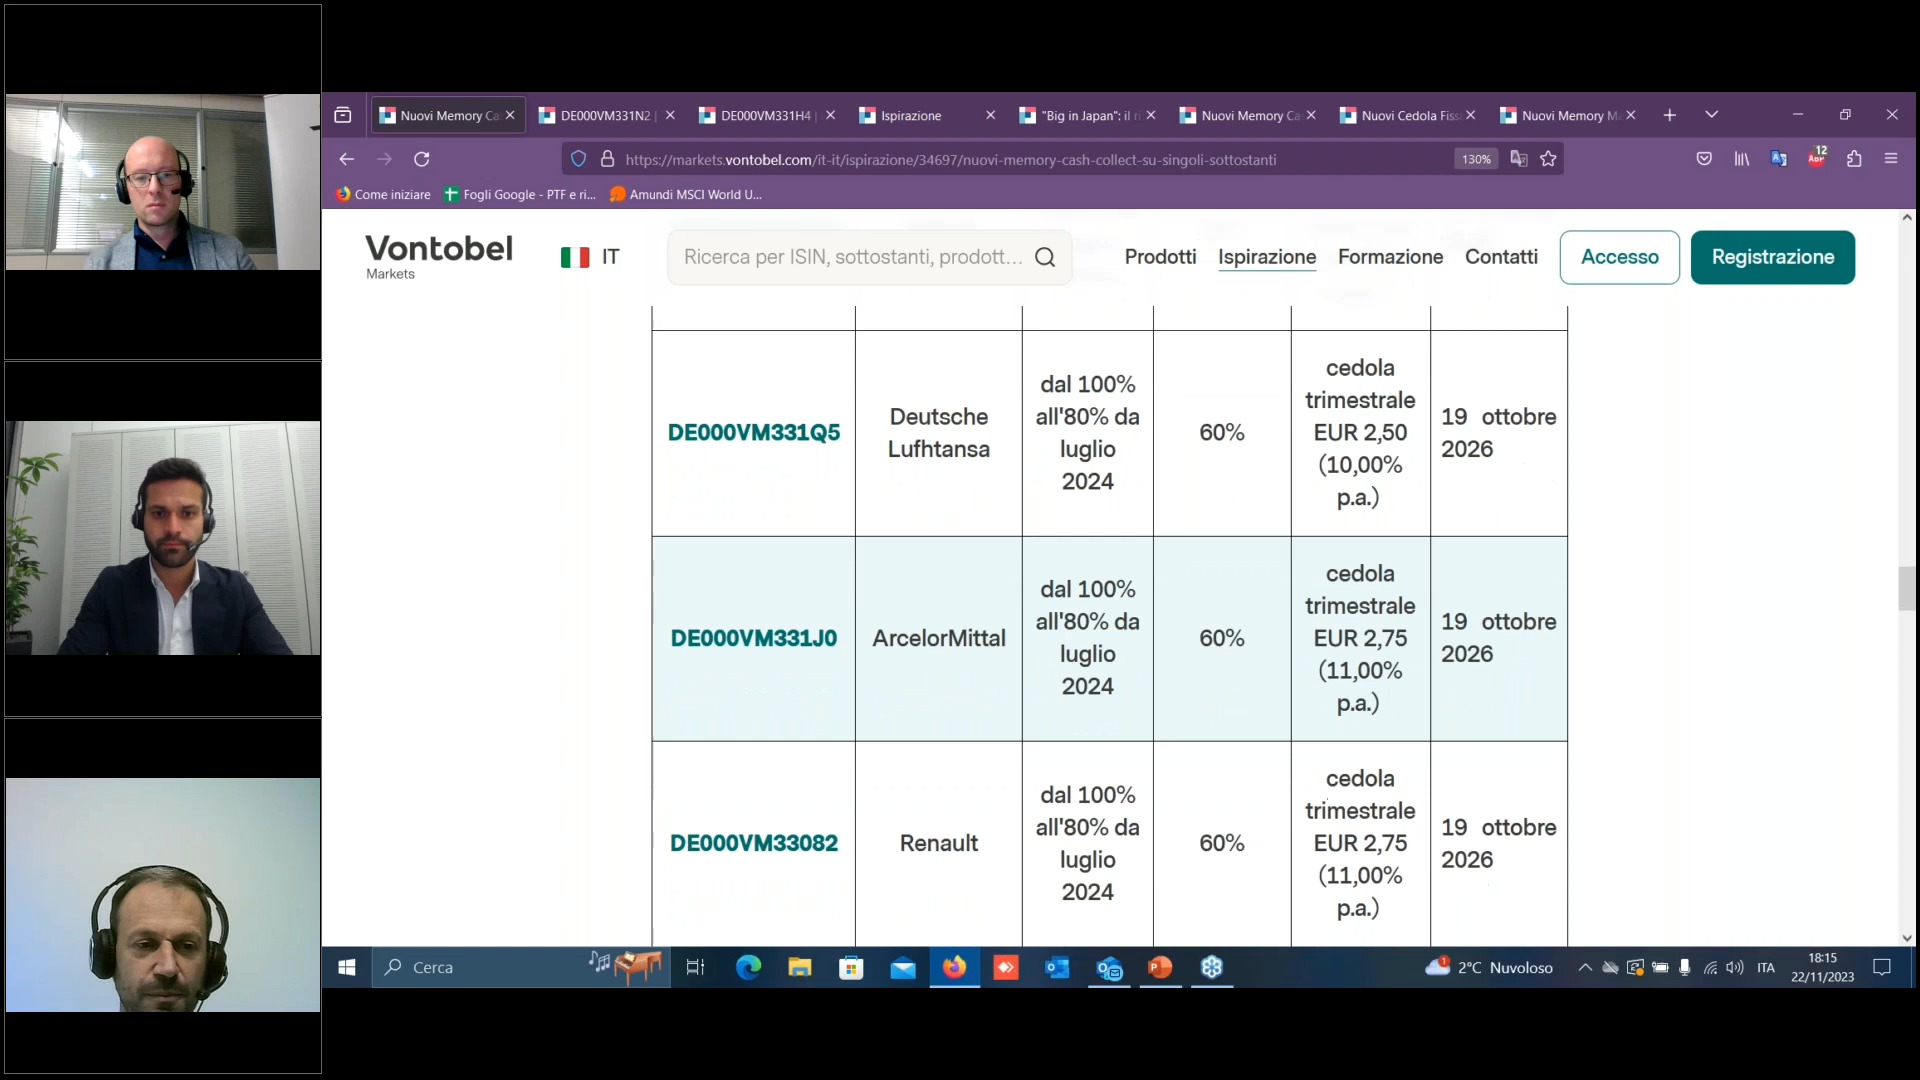 Nuovi Memory Ca
DE000VM331N2 |
DE000VM331H4 |
Ispirazione
"Big in Japan": il r
Nuovi Memory Ca
Nuovi Cedola Fiss
Nuovi Memory M
https://markets.vontobel.com/it-it/ispirazione/34697/nuovi-memory-cash-collect-su-singoli-sottostanti
130%
12
ABP
Come iniziare
Fogli Google - PTF e ri...
Amundi MSCI World U...
Vontobel
Markets
IT
Ricerca per ISIN, sottostanti, prodott...
Prodotti
Ispirazione
Formazione
Contatti
Accesso
Registrazione
DE000VM331Q5
Deutsche
Lufhtansa
dal 100%
all'80% da
luglio
2024
60%
cedola
trimestrale
EUR 2,50
(10,00%
p.a.)
19 ottobre
2026
DE000VM331J0
ArcelorMittal
dal 100%
all'80% da
luglio
2024
60%
cedola
trimestrale
EUR 2,75
(11,00%
p.a.)
19 ottobre
2026
DE000VM33082
Renault
dal 100%
all'80% da
luglio
2024
60%
cedola
trimestrale
EUR 2,75
(11,00%
p.a.)
19 ottobre
2026
Cerca
1
2°C Nuvoloso
ITA
18:15
22/11/2023